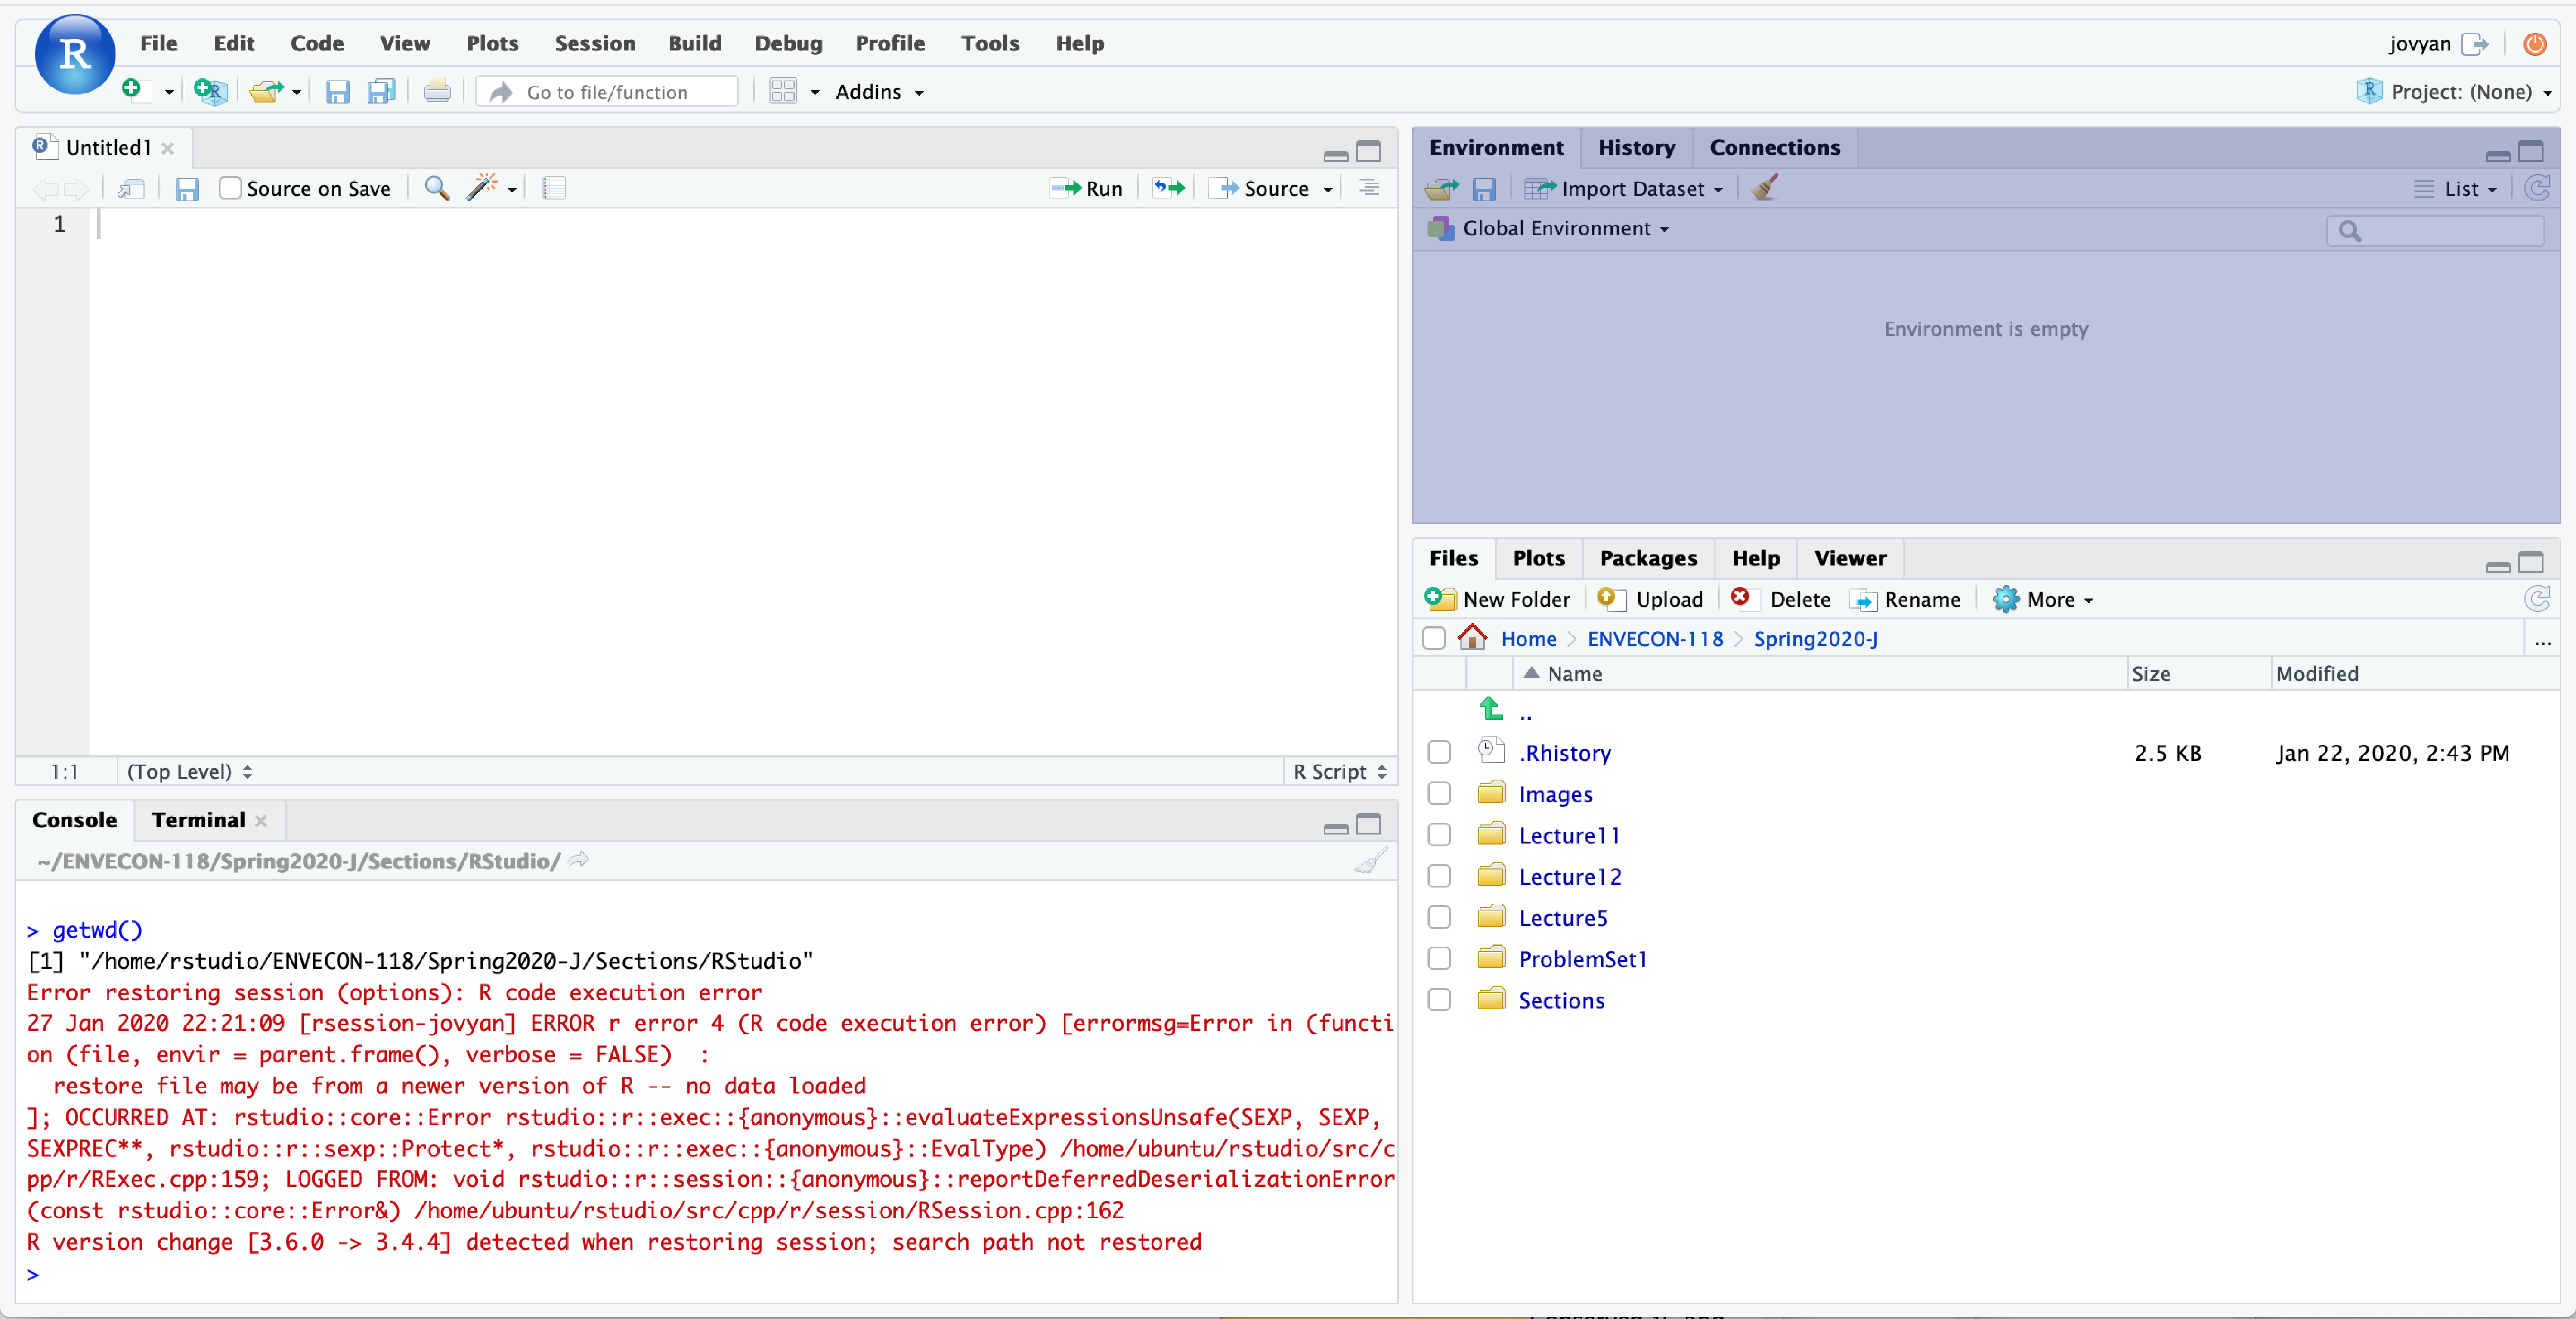 R
File Edit Code View Plots Session Build Debug Profile Tools Help
jovyan
Go to file/function
Addins
Project: (None)
Untitled1
Source on Save
Run
Source
1
1:1
(Top Level)
R Script
Console Terminal
~/ENVECON-118/Spring2020-J/Sections/RStudio/
> getwd()
[1] "/home/rstudio/ENVECON-118/Spring2020-J/Sections/RStudio"
Error restoring session (options): R code execution error
27 Jan 2020 22:21:09 [rsession-jovyan] ERROR r error 4 (R code execution error) [errormsg=Error in (functi
on (file, envir = parent.frame(), verbose = FALSE)  :
  restore file may be from a newer version of R -- no data loaded
]; OCCURRED AT: rstudio::core::Error rstudio::r::exec::{anonymous}::evaluateExpressionsUnsafe(SEXP, SEXP,
SEXPREC**, rstudio::r::sexp::Protect*, rstudio::r::exec::{anonymous}::EvalType) /home/ubuntu/rstudio/src/c
pp/r/RExec.cpp:159; LOGGED FROM: void rstudio::r::session::{anonymous}::reportDeferredDeserializationError
(const rstudio::core::Error&) /home/ubuntu/rstudio/src/cpp/r/session/RSession.cpp:162
R version change [3.6.0 -> 3.4.4] detected when restoring session; search path not restored
>
Environment History Connections
Import Dataset
List
Global Environment
Environment is empty
Files Plots Packages Help Viewer
New Folder Upload Delete Rename More
Home ENVECON-118 Spring2020-J
...
Name Size Modified
..
.Rhistory 2.5 KB Jan 22, 2020, 2:43 PM
Images
Lecture11
Lecture12
Lecture5
ProblemSet1
Sections